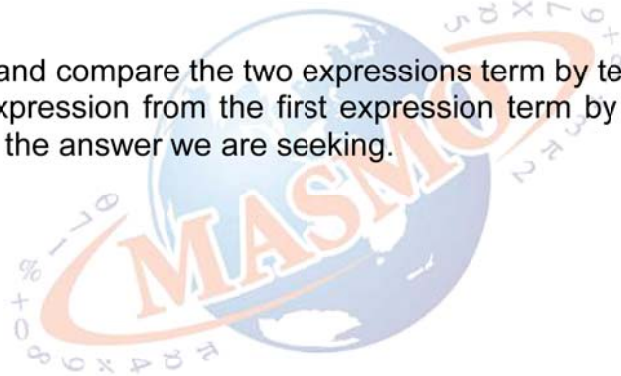 and compare the two expressions term by te
xpression from the first expression term by
the answer we are seeking.
MASMO